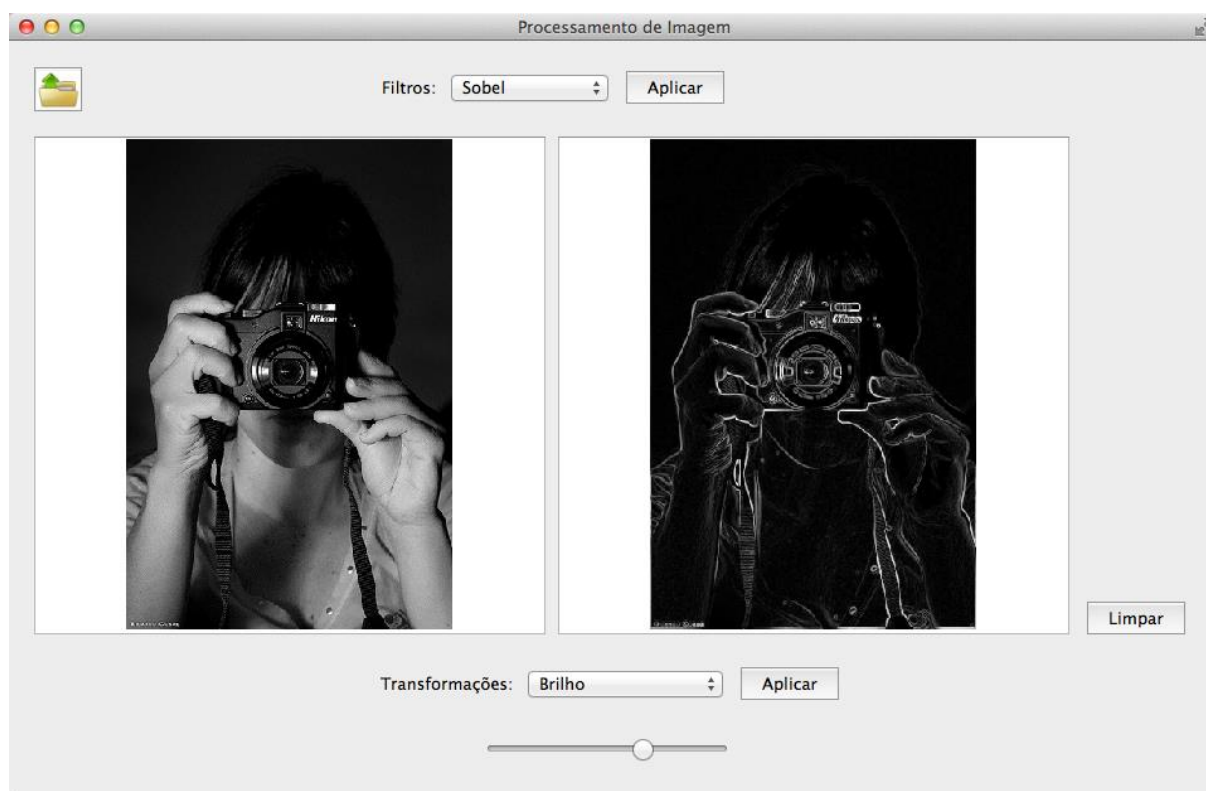 Processamento de Imagem
Filtros: Sobel Aplicar
Nikon
Limpar
Transformações: Brilho Aplicar